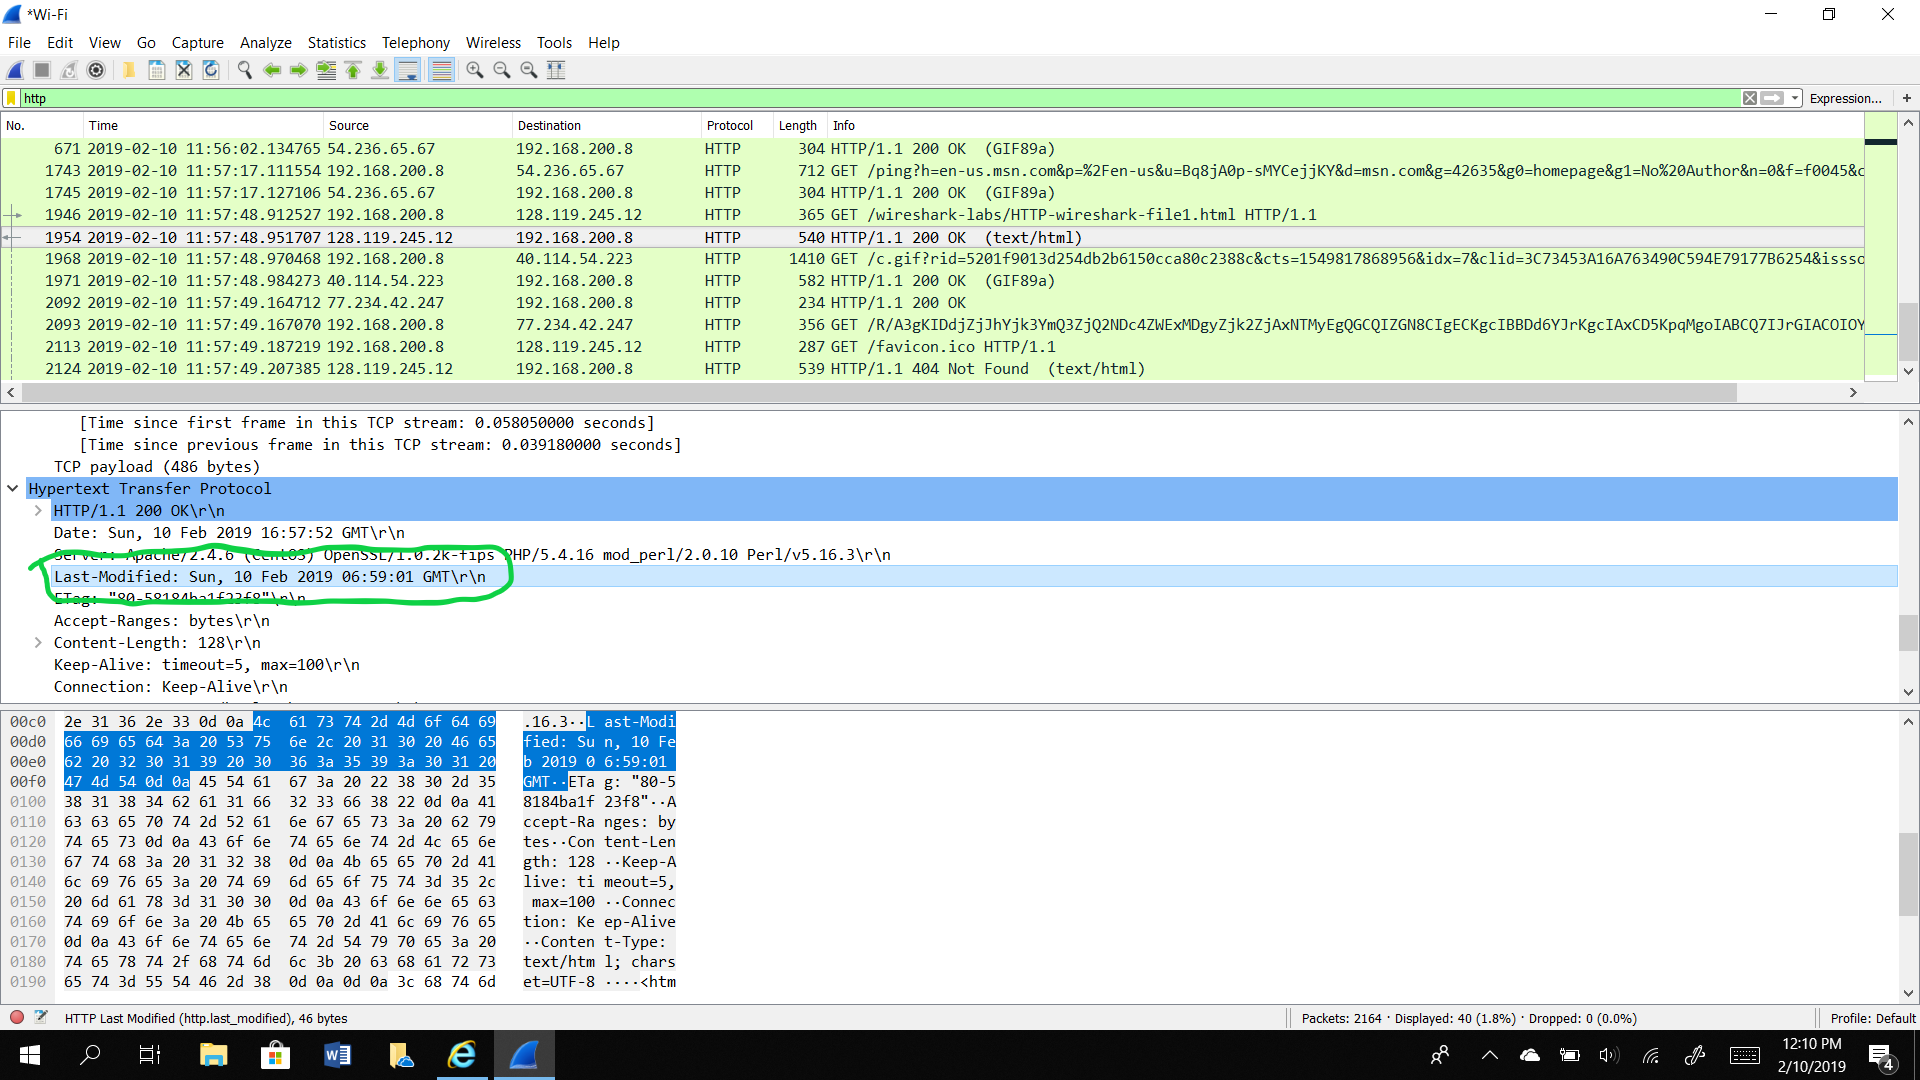 *Wi-Fi
File Edit View Go Capture Analyze Statistics Telephony Wireless Tools Help
http
Expression... +
No. Time Source Destination Protocol Length Info
671 2019-02-10 11:56:02.134765 54.236.65.67 192.168.200.8 HTTP 304 HTTP/1.1 200 OK (GIF89a)
1743 2019-02-10 11:57:17.111554 192.168.200.8 54.236.65.67 HTTP 712 GET /ping?h=en-us.msn.com&p=%2Fen-us&u=Bq8jA0p-sMYCejjKY&d=msn.com&g=42635&g0=homepage&g1=No%20Author&n=0&f=f0045&c
1745 2019-02-10 11:57:17.127106 54.236.65.67 192.168.200.8 HTTP 304 HTTP/1.1 200 OK (GIF89a)
1946 2019-02-10 11:57:48.912527 192.168.200.8 128.119.245.12 HTTP 365 GET /wireshark-labs/HTTP-wireshark-file1.html HTTP/1.1
1954 2019-02-10 11:57:48.951707 128.119.245.12 192.168.200.8 HTTP 540 HTTP/1.1 200 OK (text/html)
1968 2019-02-10 11:57:48.970468 192.168.200.8 40.114.54.223 HTTP 1410 GET /c.gif?rid=5201f9013d254db2b6150cca80c2388c&cts=1549817868956&idx=7&clid=3C73453A16A763490C594E79177B6254&isssc
1971 2019-02-10 11:57:48.984273 40.114.54.223 192.168.200.8 HTTP 582 HTTP/1.1 200 OK (GIF89a)
2092 2019-02-10 11:57:49.164712 77.234.42.247 192.168.200.8 HTTP 234 HTTP/1.1 200 OK
2093 2019-02-10 11:57:49.167070 192.168.200.8 77.234.42.247 HTTP 356 GET /R/A3gKIDdjZjJhYjk3YmQ3ZjQ2NDc4ZWExMDgyZjk2ZjAxNTMyEgQGCQIZGN8CIgECKgcIBBDd6YJrKgcIAxCD5KpqMgoIABCQ7IJrGIACOIOY
2113 2019-02-10 11:57:49.187219 192.168.200.8 128.119.245.12 HTTP 287 GET /favicon.ico HTTP/1.1
2124 2019-02-10 11:57:49.207385 128.119.245.12 192.168.200.8 HTTP 539 HTTP/1.1 404 Not Found (text/html)
[Time since first frame in this TCP stream: 0.058050000 seconds]
[Time since previous frame in this TCP stream: 0.039180000 seconds]
TCP payload (486 bytes)
Hypertext Transfer Protocol
HTTP/1.1 200 OK\r\n
Date: Sun, 10 Feb 2019 16:57:52 GMT\r\n
Server: Apache/2.4.6 (CentOS) OpenSSL/1.0.2k-fips PHP/5.4.16 mod_perl/2.0.10 Perl/v5.16.3\r\n
Last-Modified: Sun, 10 Feb 2019 06:59:01 GMT\r\n
ETag: "80-58184ba1f23f8"\r\n
Accept-Ranges: bytes\r\n
Content-Length: 128\r\n
Keep-Alive: timeout=5, max=100\r\n
Connection: Keep-Alive\r\n
00c0 2e 31 36 2e 33 0d 0a 4c 61 73 74 2d 4d 6f 64 69 .16.3··L ast-Modi
00d0 66 69 65 64 3a 20 53 75 6e 2c 20 31 30 20 46 65 fied: Su n, 10 Fe
00e0 62 20 32 30 31 39 20 30 36 3a 35 39 3a 30 31 20 b 2019 0 6:59:01
00f0 47 4d 54 0d 0a 45 54 61 67 3a 20 22 38 30 2d 35 GMT··ETa g: "80-5
0100 38 31 38 34 62 61 31 66 32 33 66 38 22 0d 0a 41 8184ba1f 23f8"··A
0110 63 63 65 70 74 2d 52 61 6e 67 65 73 3a 20 62 79 ccept-Ra nges: by
0120 74 65 73 0d 0a 43 6f 6e 74 65 6e 74 2d 4c 65 6e tes··Con tent-Len
0130 67 74 68 3a 20 31 32 38 0d 0a 4b 65 65 70 2d 41 gth: 128 ··Keep-A
0140 6c 69 76 65 3a 20 74 69 6d 65 6f 75 74 3d 35 2c live: ti meout=5,
0150 20 6d 61 78 3d 31 30 30 0d 0a 43 6f 6e 6e 65 63 max=100 ··Connec
0160 74 69 6f 6e 3a 20 4b 65 65 70 2d 41 6c 69 76 65 tion: Ke ep-Alive
0170 0d 0a 43 6f 6e 74 65 6e 74 2d 54 79 70 65 3a 20 ··Conten t-Type:
0180 74 65 78 74 2f 68 74 6d 6c 3b 20 63 68 61 72 73 text/htm l; chars
0190 65 74 3d 55 54 46 2d 38 0d 0a 0d 0a 3c 68 74 6d et=UTF-8 ····<htm
HTTP Last Modified (http.last_modified), 46 bytes
Packets: 2164 · Displayed: 40 (1.8%) · Dropped: 0 (0.0%)
Profile: Default
12:10 PM
2/10/2019
4